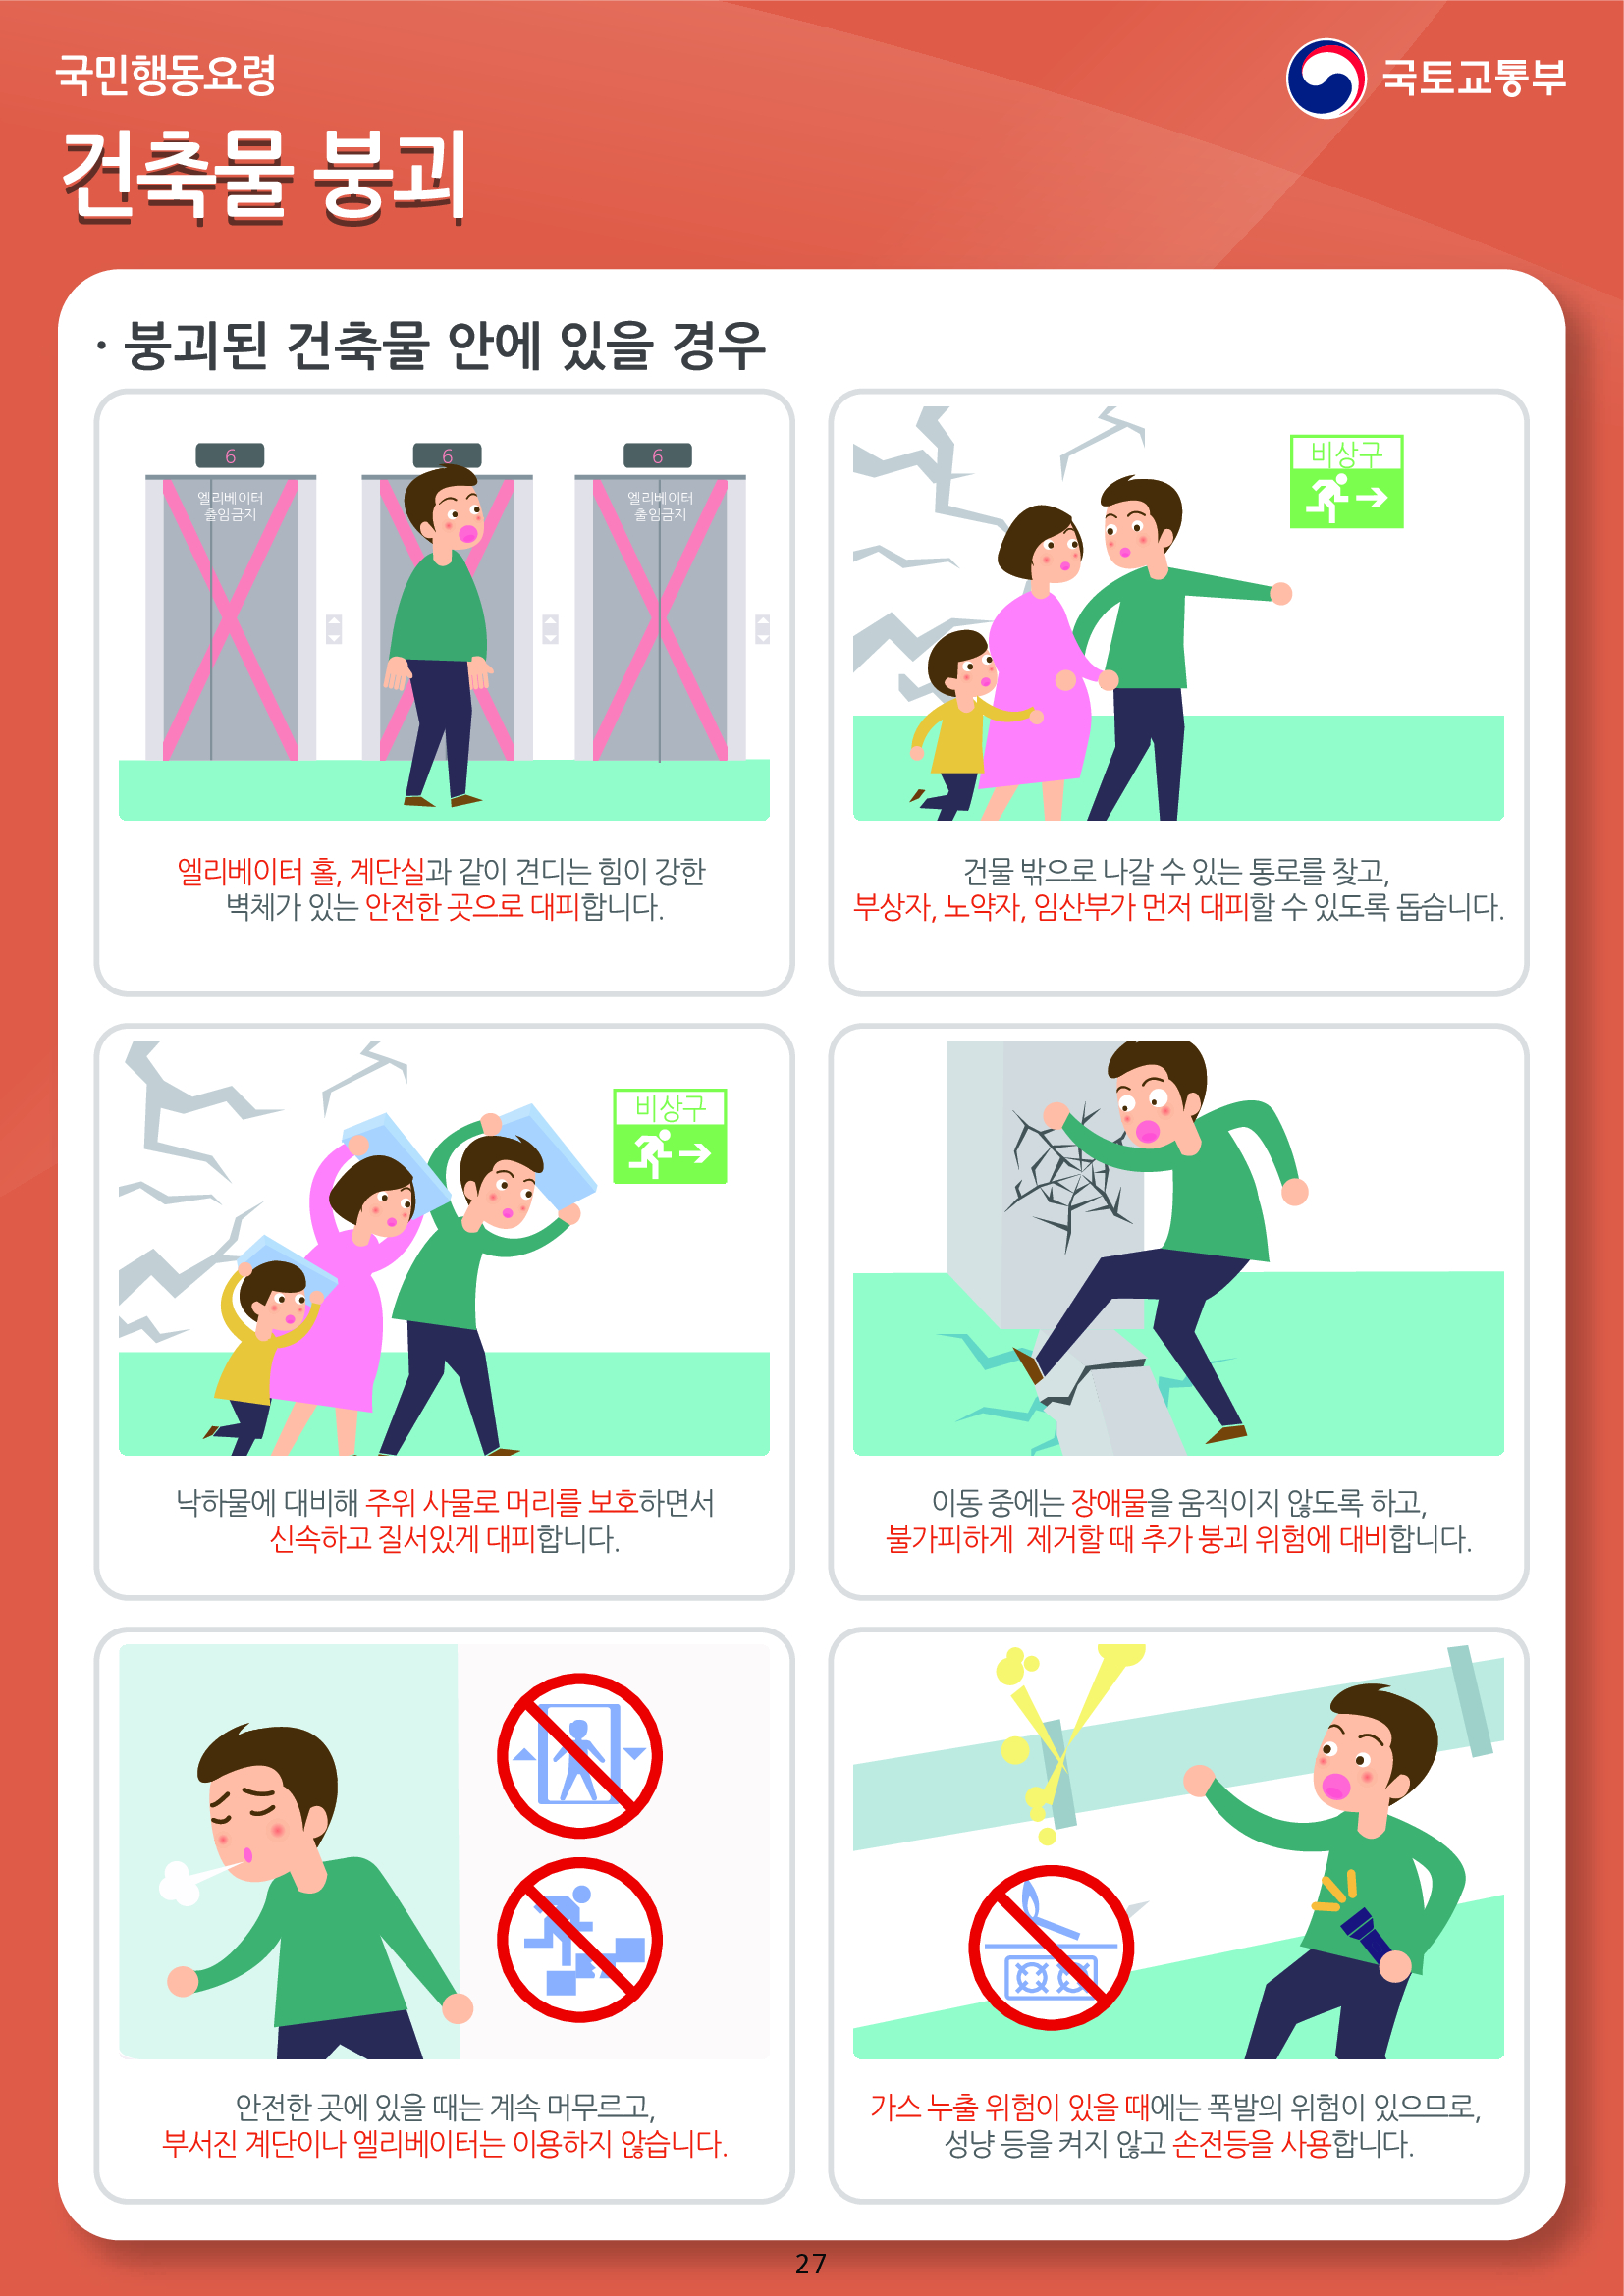 국민행동요령
국토교통부
건축물 붕괴
· 붕괴된 건축물 안에 있을 경우
6
6
6
엘리베이터
출입금지
엘리베이터
출입금지
엘리베이터 홀, 계단실과 같이 견디는 힘이 강한
벽체가 있는 안전한 곳으로 대피합니다.
비상구
건물 밖으로 나갈 수 있는 통로를 찾고,
부상자, 노약자, 임산부가 먼저 대피할 수 있도록 돕습니다.
비상구
낙하물에 대비해 주위 사물로 머리를 보호하면서
신속하고 질서있게 대피합니다.
이동 중에는 장애물을 움직이지 않도록 하고,
불가피하게 제거할 때 추가 붕괴 위험에 대비합니다.
안전한 곳에 있을 때는 계속 머무르고,
부서진 계단이나 엘리베이터는 이용하지 않습니다.
가스 누출 위험이 있을 때에는 폭발의 위험이 있으므로,
성냥 등을 켜지 않고 손전등을 사용합니다.
27